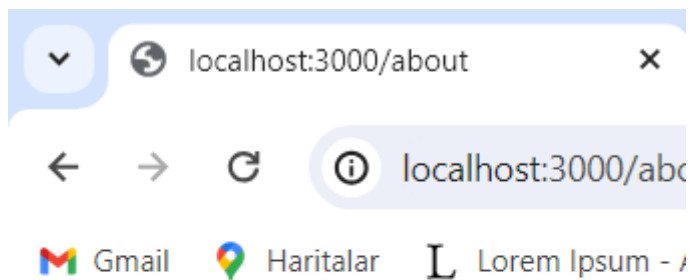 localhost:3000/about
localhost:3000/abo
Gmail Haritalar L Lorem Ipsum - A